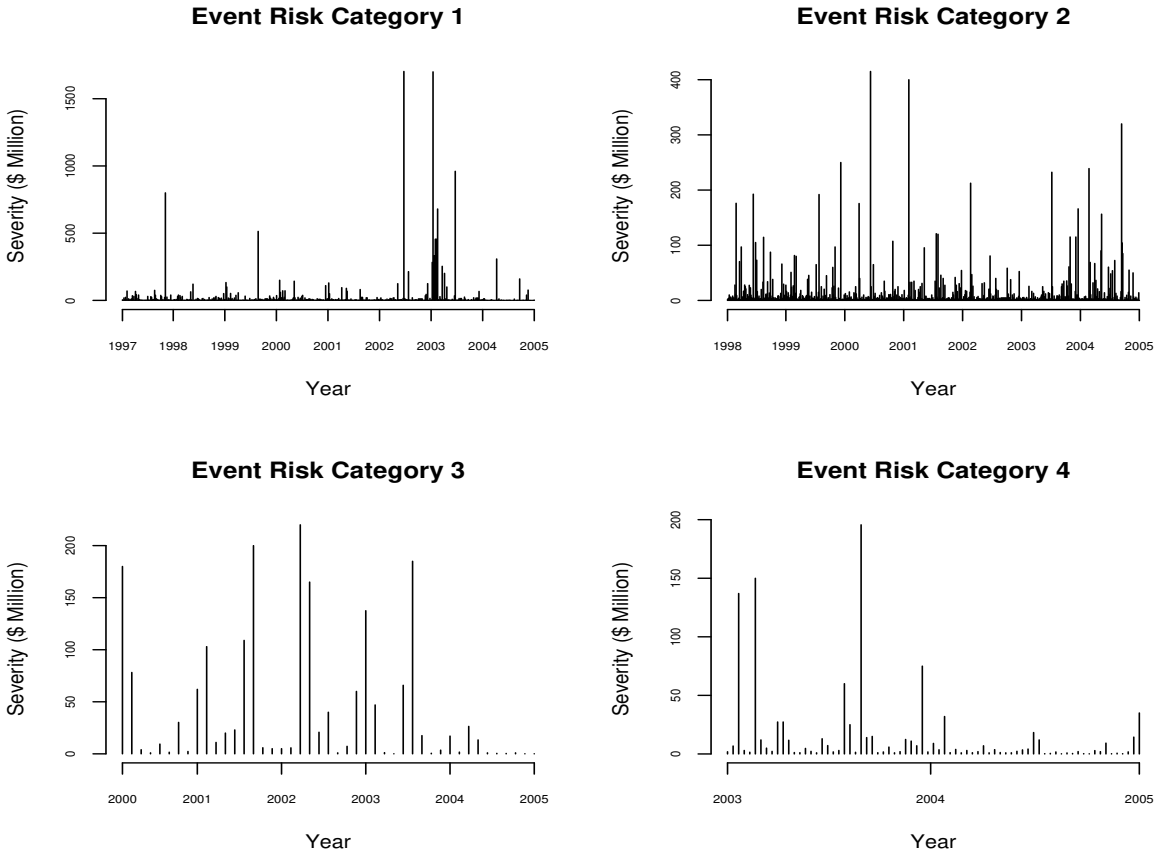 Event Risk Category 1
Severity ($ Million)
1500
1000
500
0
1997 1998 1999 2000 2001 2002 2003 2004 2005
Year
Event Risk Category 2
Severity ($ Million)
400
300
200
100
0
1998 1999 2000 2001 2002 2003 2004 2005
Year
Event Risk Category 3
Severity ($ Million)
200
150
100
50
0
2000 2001 2002 2003 2004 2005
Year
Event Risk Category 4
Severity ($ Million)
200
150
100
50
0
2003 2004 2005
Year